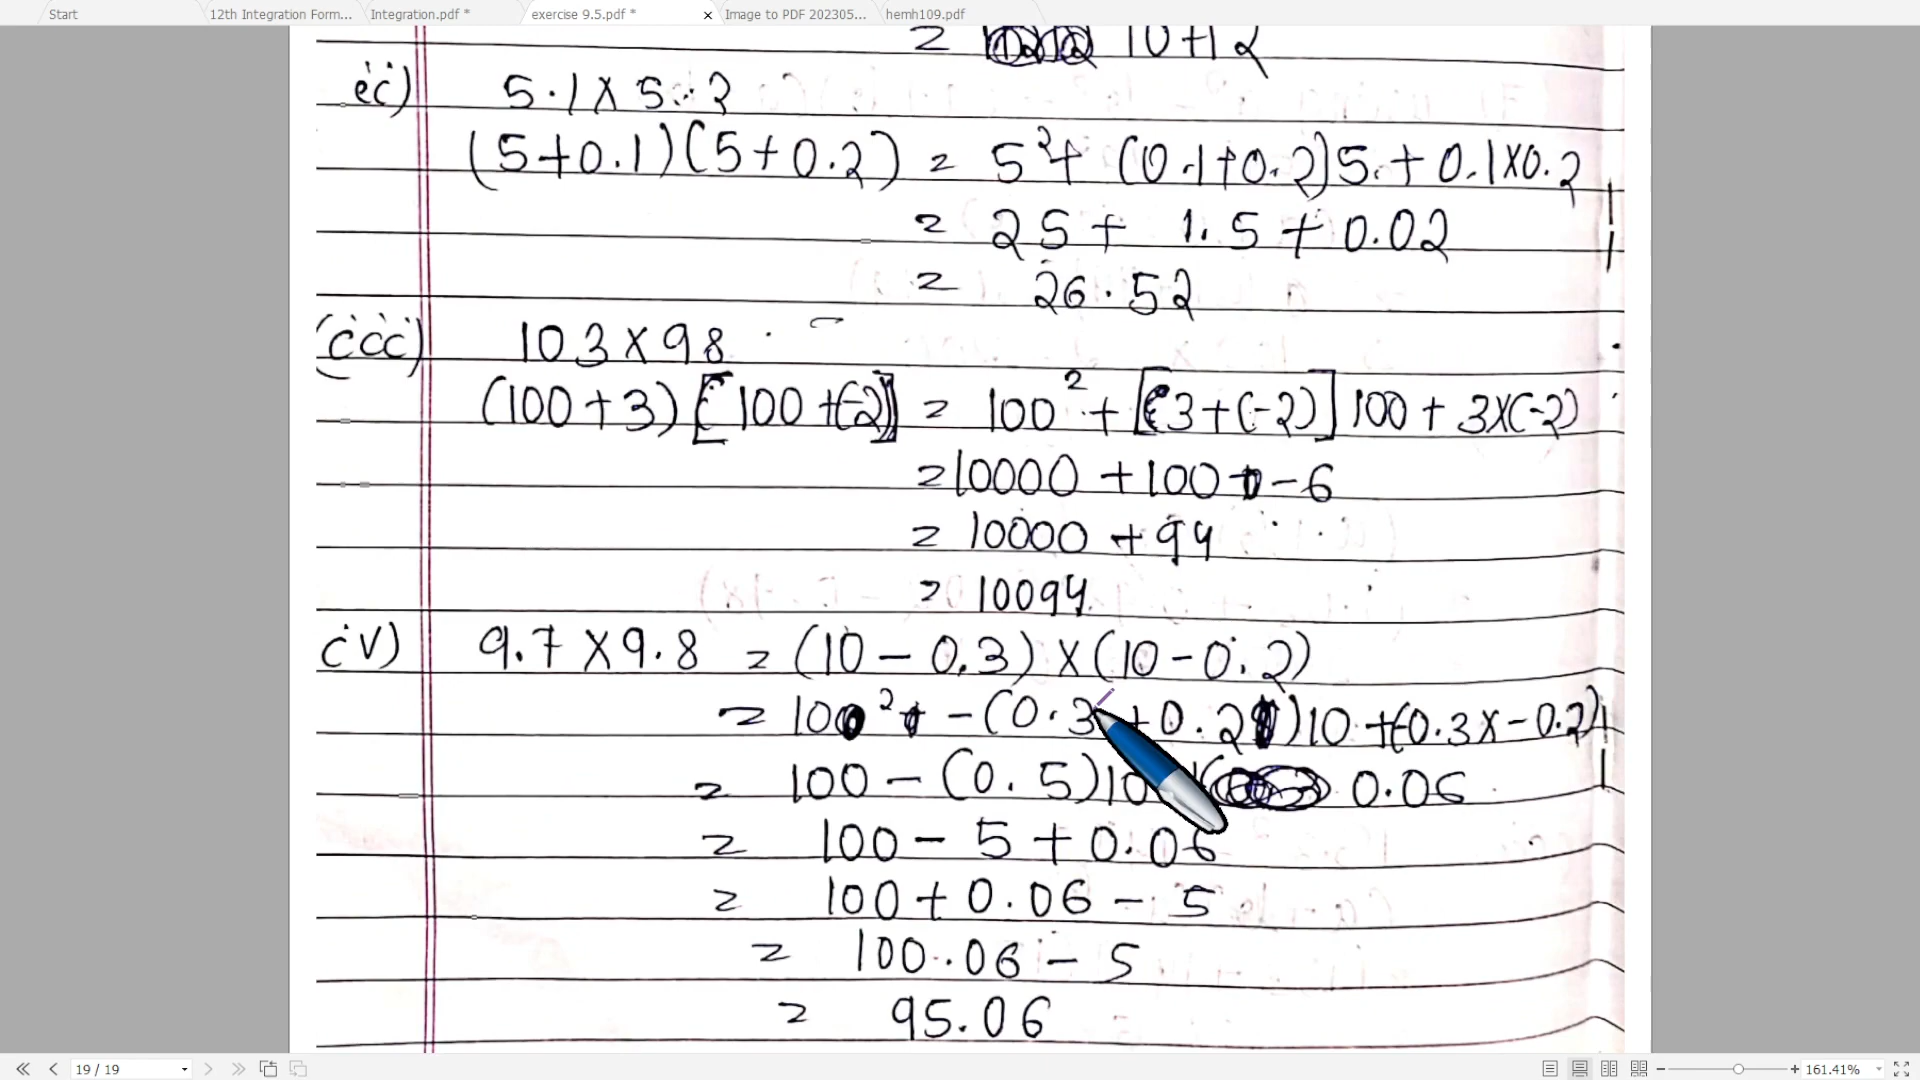 Start
12th Integration Form...
Integration.pdf *
exercise 9.5.pdf *
Image to PDF 202305...
hemh109.pdf
= 10+12
ii) 5.1 x 5.2
(5+0.1)(5+0.2) = 5²+ (0.1+0.2)5.+ 0.1x0.2
= 25 + 1.5 + 0.02
= 26.52
(iii) 103 x 98
(100+3)[100+(-2)] = 100² + [3+(-2)]100 + 3x(-2)
= 10000 + 100 - 6
= 10000 + 94
= 10094
iv) 9.7 x 9.8 = (10 - 0.3) x (10 - 0.2)
= 10² - (0.3+0.2)10 + (-0.3x-0.2)
= 100 - (0.5)10 0.06
= 100 - 5 + 0.06
= 100 + 0.06 - 5
= 100.06 - 5
= 95.06
19 / 19
161.41%